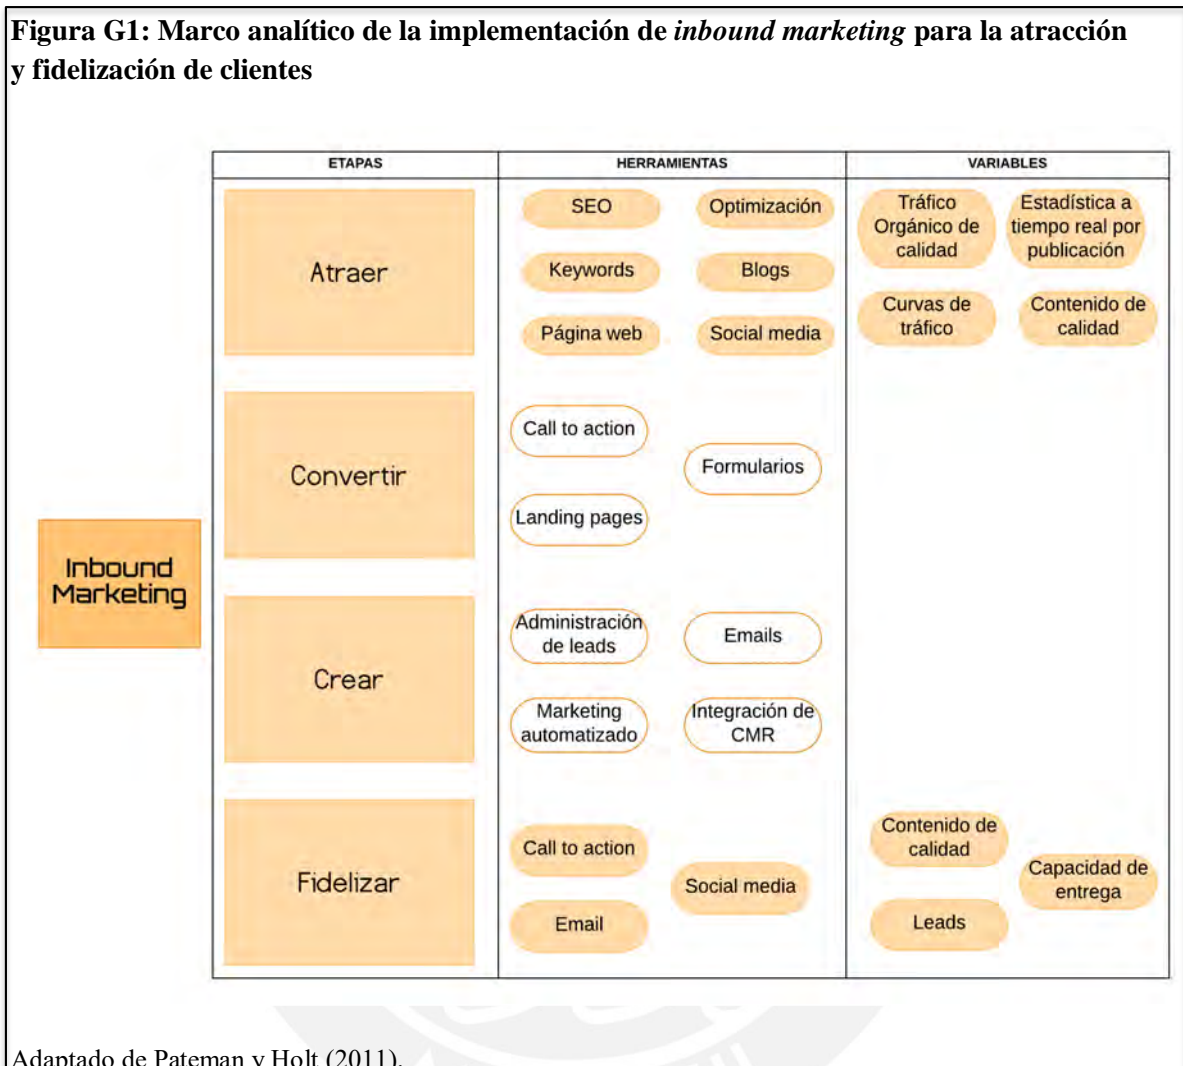 Figura G1: Marco analítico de la implementación de inbound marketing para la atracción
y fidelización de clientes
ETAPAS
HERRAMIENTAS
VARIABLES
Inbound
Marketing
Atraer
SEO
Optimización
Keywords
Blogs
Página web
Social media
Tráfico
Orgánico de
calidad
Estadística a
tiempo real por
publicación
Curvas de
tráfico
Contenido de
calidad
Convertir
Call to action
Formularios
Landing pages
Crear
Administración
de leads
Emails
Marketing
automatizado
Integración de
CMR
Fidelizar
Call to action
Social media
Email
Contenido de
calidad
Capacidad de
entrega
Leads
Adaptado de Pateman y Holt (2011).